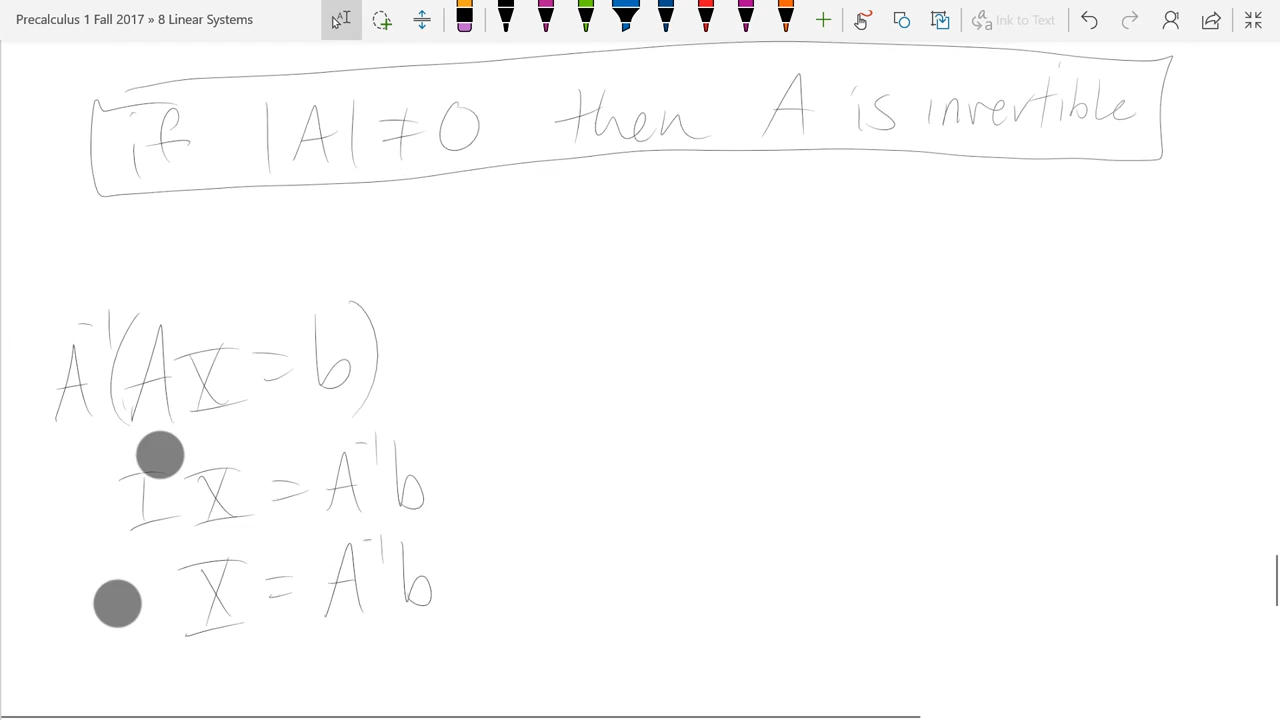 Precalculus 1 Fall 2017 » 8 Linear Systems
Ink to Text
if |A| ≠ 0 then A is invertible
A⁻¹(AX = b)
IX = A⁻¹b
X = A⁻¹b